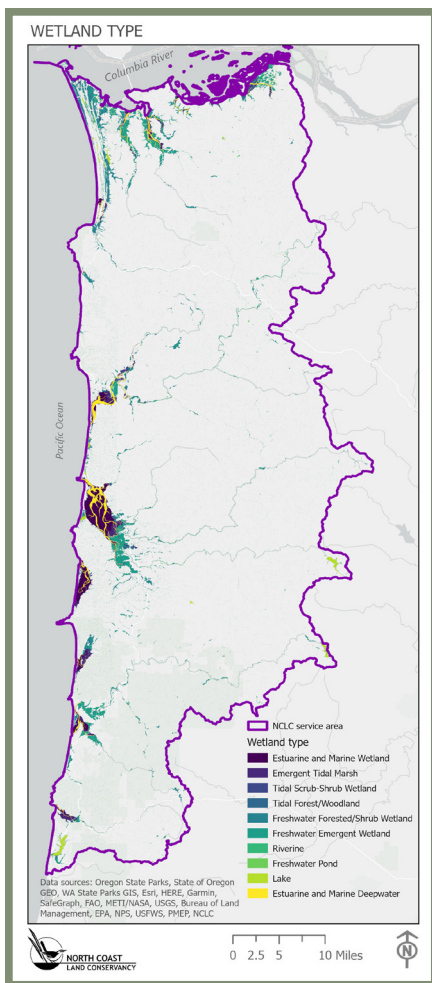 WETLAND TYPE
Columbia River
Pacific Ocean
NCLC service area
Wetland type
Estuarine and Marine Wetland
Emergent Tidal Marsh
Tidal Scrub-Shrub Wetland
Tidal Forest/Woodland
Freshwater Forested/Shrub Wetland
Freshwater Emergent Wetland
Riverine
Freshwater Pond
Lake
Estuarine and Marine Deepwater
Data sources: Oregon State Parks, State of Oregon
GEO, WA State Parks GIS, Esri, HERE, Garmin,
SafeGraph, FAO, METI/NASA, USGS, Bureau of Land
Management, EPA, NPS, USFWS, PMEP, NCLC
NORTH COAST
LAND CONSERVANCY
0 2.5 5 10 Miles
N